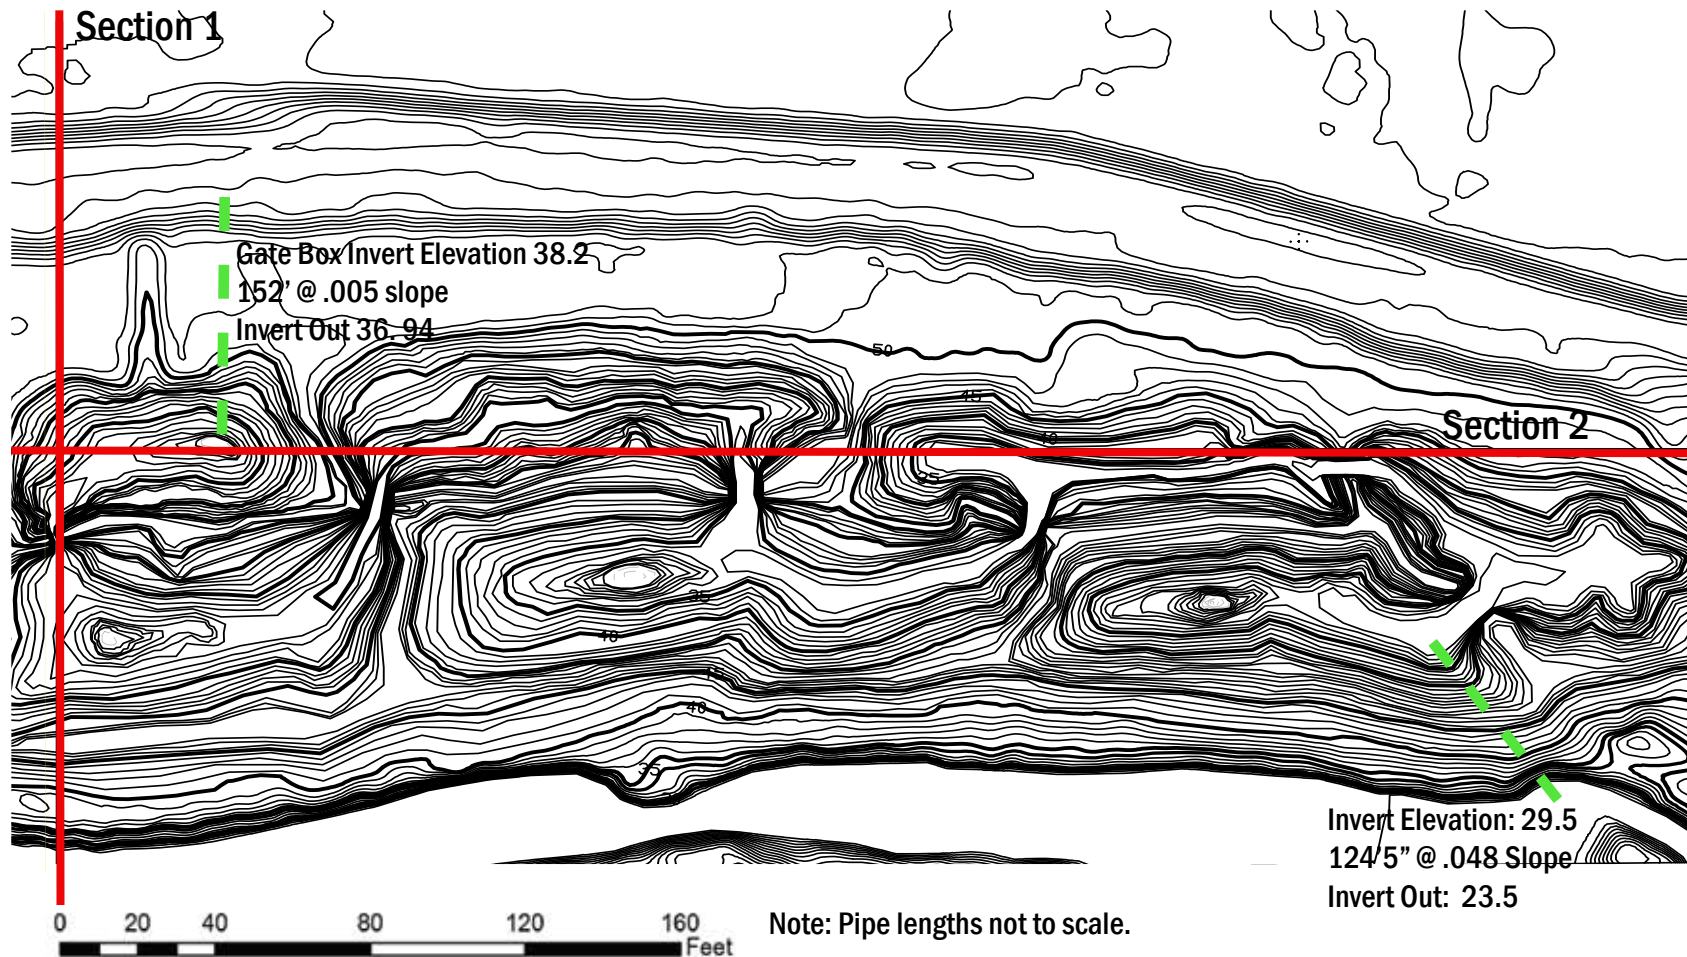 Section 1
Gate Box Invert Elevation 38.2
152' @ .005 slope
Invert Out 36. 94
50
45
40
Section 2
35
35
40
45
40
35
Invert Elevation: 29.5
124'5" @ .048 Slope
Invert Out: 23.5
0 20 40 80 120 160
Feet
Note: Pipe lengths not to scale.